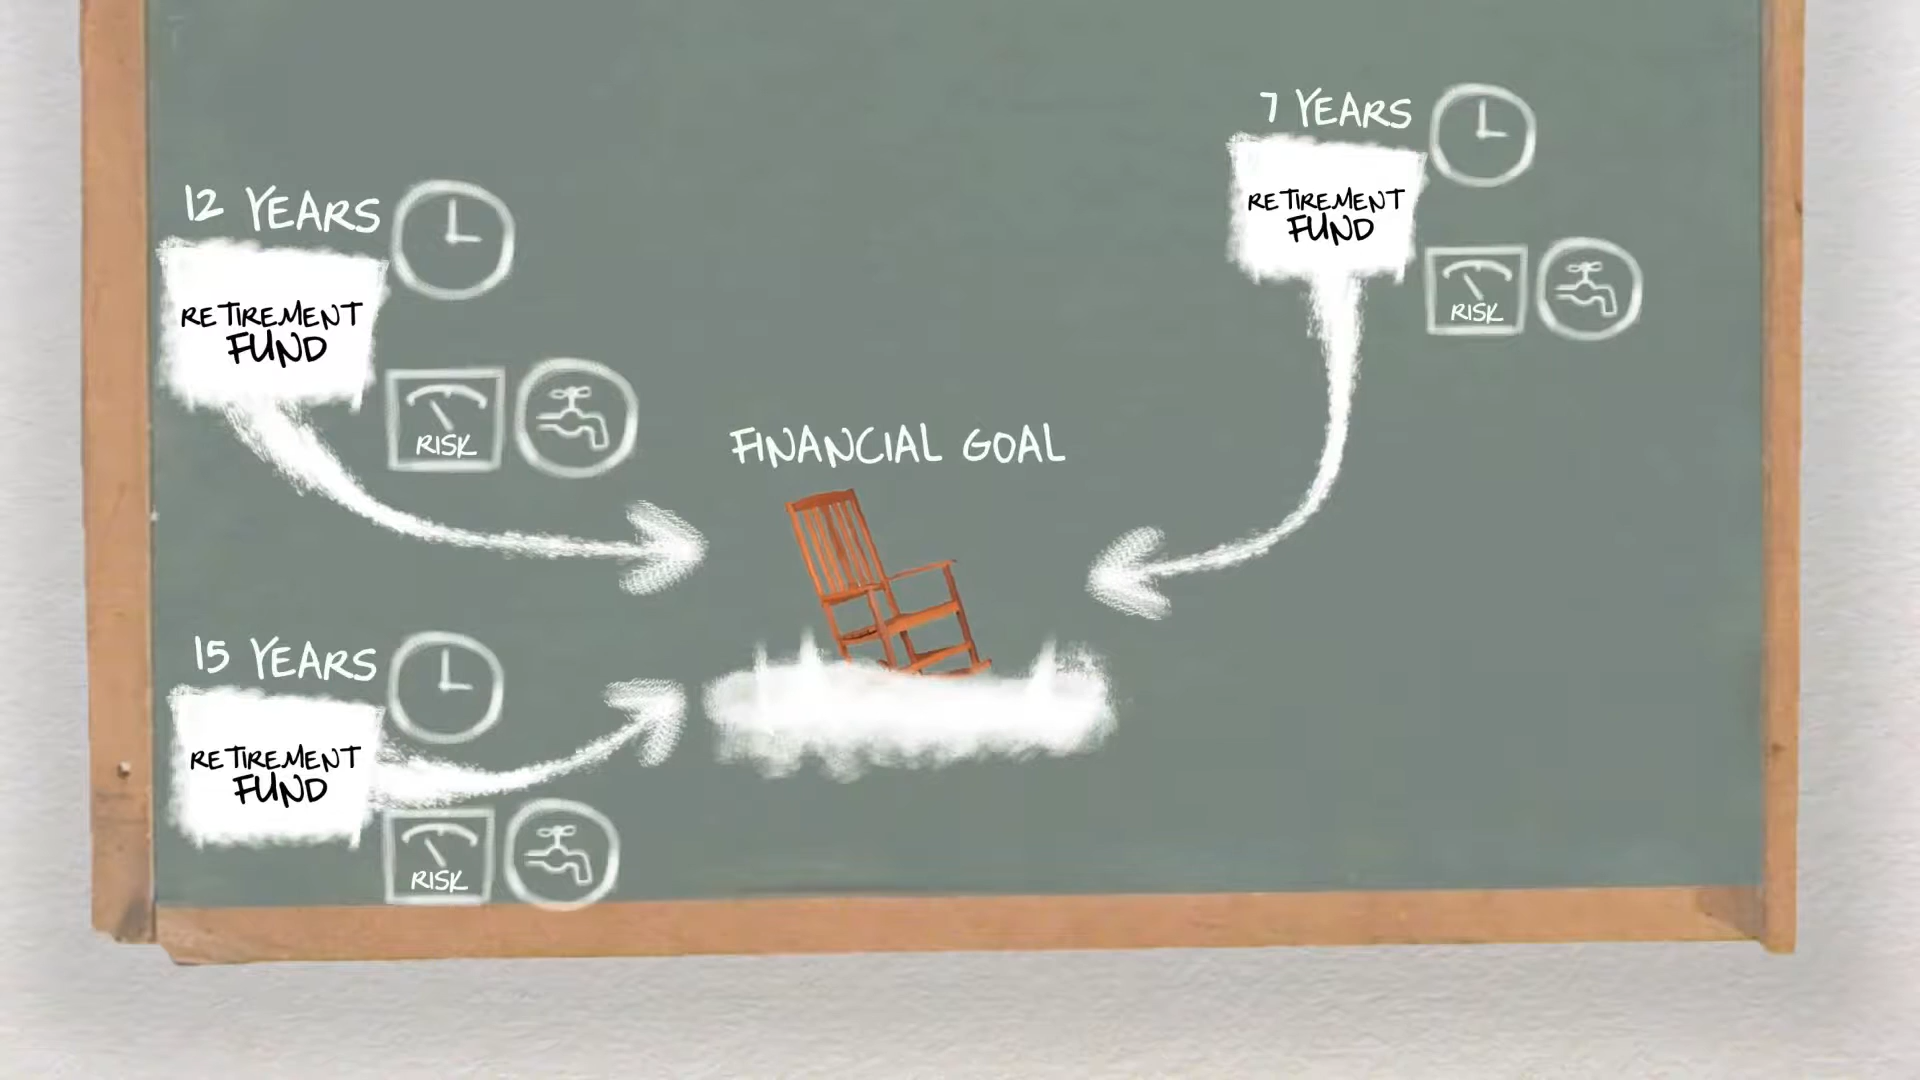 12 YEARS
RETIREMENT
FUND
RISK
15 YEARS
RETIREMENT
FUND
RISK
FINANCIAL GOAL
7 YEARS
RETIREMENT
FUND
RISK